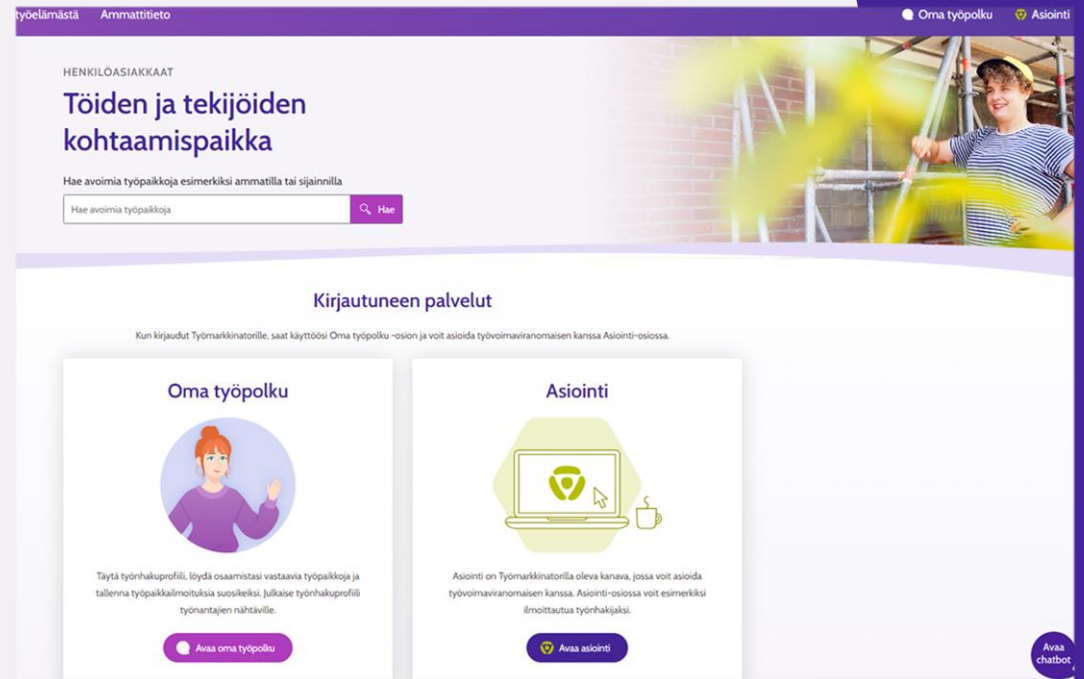 työelämästä Ammattitieto Oma työpolku Asiointi
HENKILÖASIAKKAAT
Töiden ja tekijöiden
kohtaamispaikka
Hae avoimia työpaikkoja esimerkiksi ammatilla tai sijainnilla
Hae avoimia työpaikkoja Hae
Kirjautuneen palvelut
Kun kirjaudut Työmarkkinatorille, saat käyttöösi Oma työpolku -osion ja voit asioida työvoimaviranomaisen kanssa Asiointi-osiossa.
Oma työpolku
Täytä työnhakuprofiili, löydä osaamistasi vastaavia työpaikkoja ja
tallenna työpaikkailmoituksia suosikeiksi. Julkaise työnhakuprofiili
työnantajien nähtäville.
Avaa oma työpolku
Asiointi
Asiointi on Työmarkkinatorilla oleva kanava, jossa voit asioida
työvoimaviranomaisen kanssa. Asiointi-osiossa voit esimerkiksi
ilmoittautua työnhakijaksi.
Avaa asiointi
Avaa
chatbot